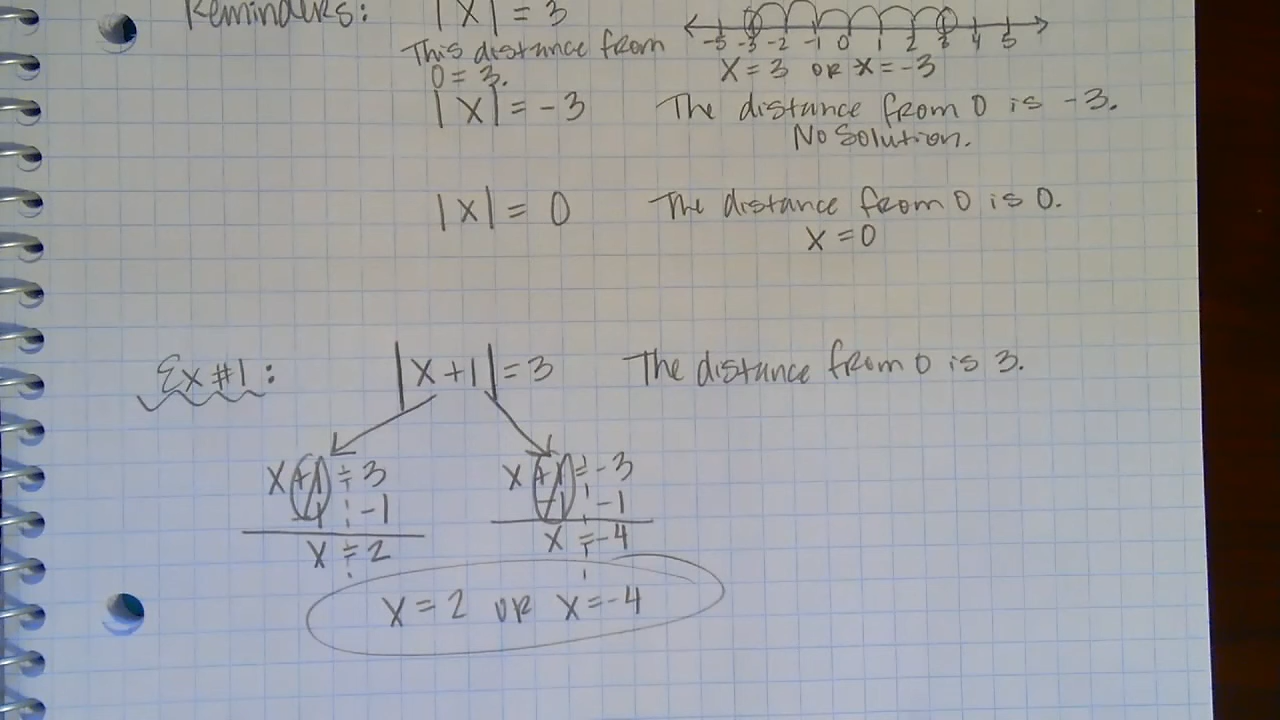 Reminders: |x| = 3
-5 -3 -2 -1 0 1 2 3 4 5
This distance from
0 = 3.
x = 3 or x = -3
|x| = -3 The distance from 0 is -3.
No Solution.
|x| = 0 The distance from 0 is 0.
x = 0
Ex #1: |x+1| = 3 The distance from 0 is 3.
x+1 = 3 x+1 = -3
-1 -1 -1 -1
x = 2 x = -4
x = 2 or x = -4